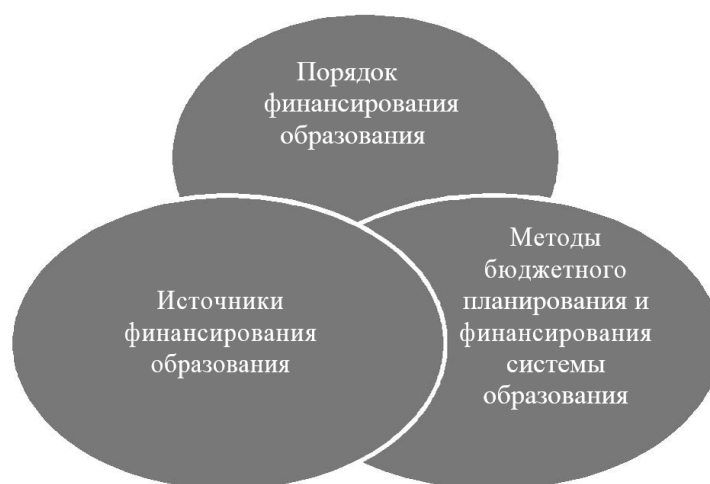 Порядок
финансирования
образования
Источники
финансирования
образования
Методы
бюджетного
планирования и
финансирования
системы
образования